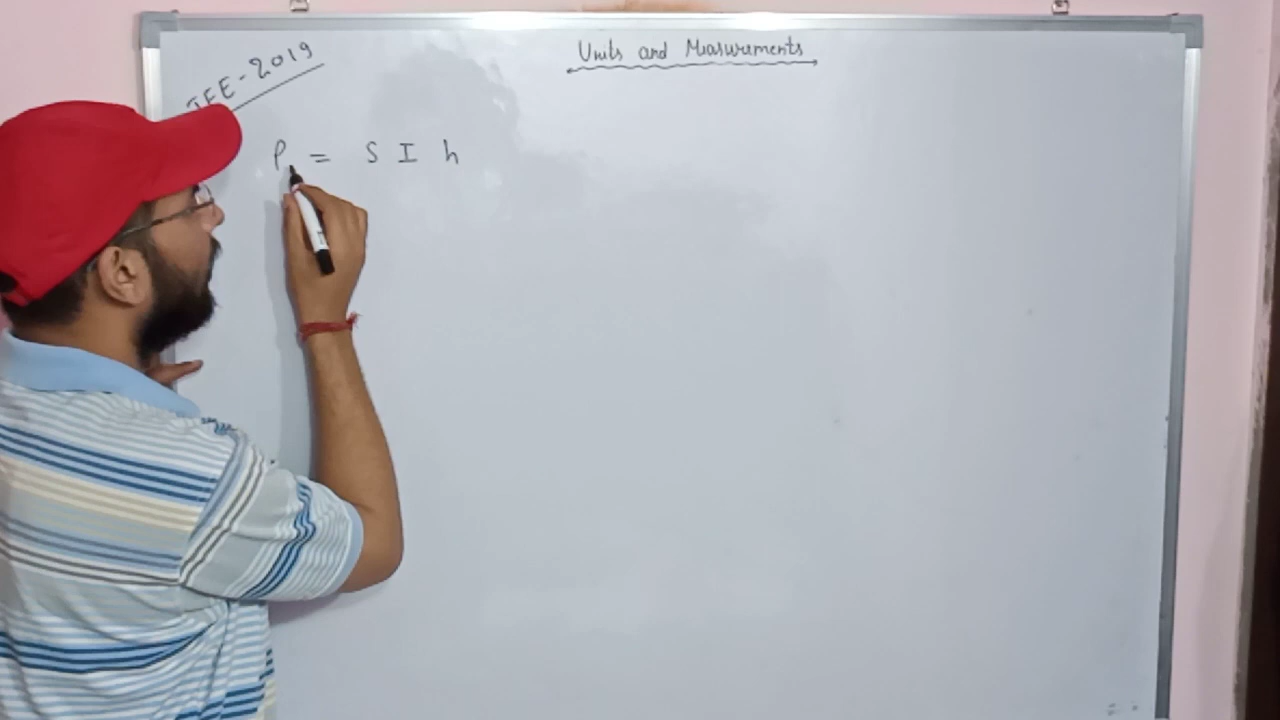 JEE-2019
Units and Measurements
P = S I h